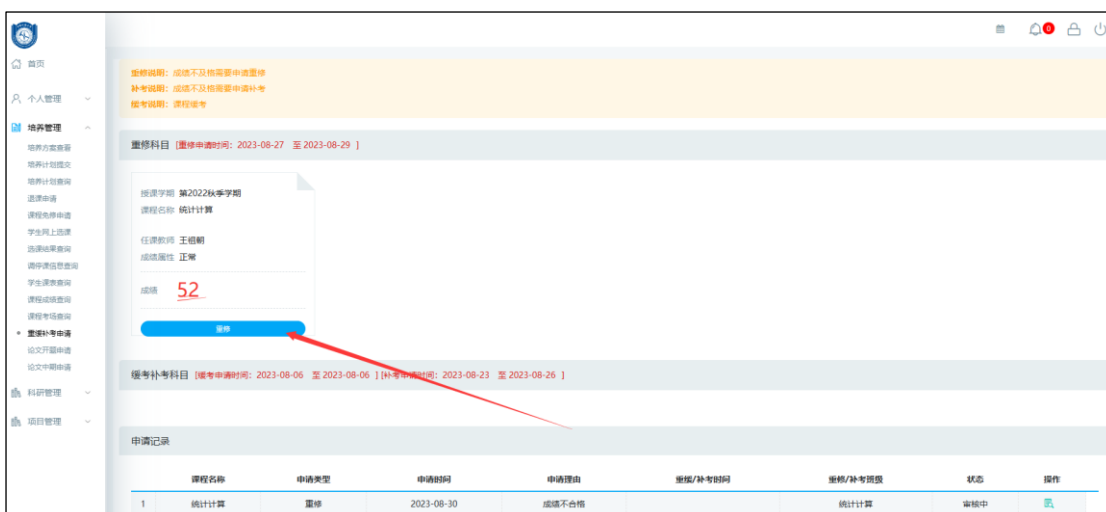 0
首页
个人管理
培养管理
培养方案查看
培养计划提交
培养计划查询
退课申请
课程免修申请
学生网上选课
选课结果查询
调停课信息查询
学生课表查询
课程成绩查询
课程考场查询
重缓补考申请
论文开题申请
论文中期申请
科研管理
项目管理
重修说明：成绩不及格需要申请重修
补考说明：成绩不及格需要申请补考
缓考说明：课程缓考
重修科目 [重修申请时间：2023-08-27 至 2023-08-29 ]
授课学期 第2022秋季学期
课程名称 统计计算
任课教师 王绍朝
成绩属性 正常
成绩 52
重修
缓考补考科目 [缓考申请时间：2023-08-06 至 2023-08-06 ] [补考申请时间：2023-08-23 至 2023-08-26 ]
申请记录
课程名称 申请类型 申请时间 申请理由 重缓/补考时间 重修/补考班级 状态 操作
1 统计计算 重修 2023-08-30 成绩不合格 统计计算 审核中